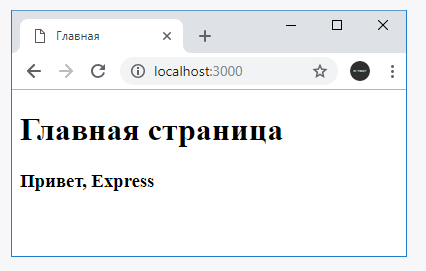 Главная
localhost:3000
Главная страница
Привет, Express